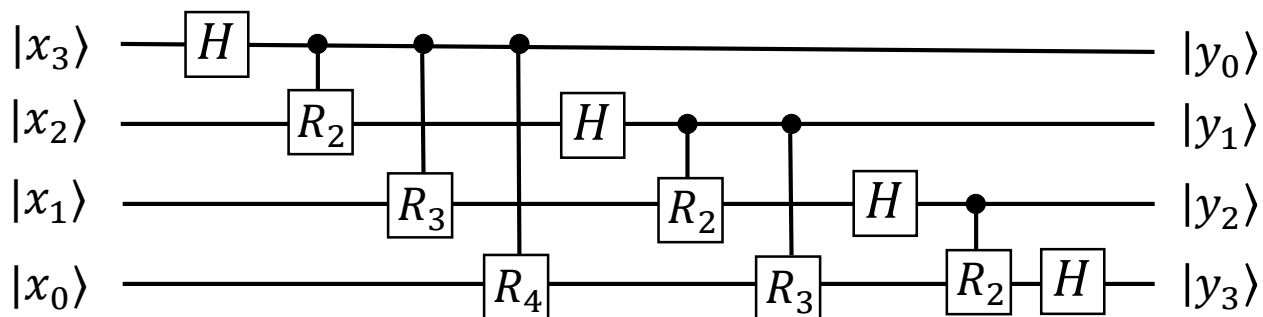 |x₃⟩ H |y₀⟩
|x₂⟩ R₂ H |y₁⟩
|x₁⟩ R₃ R₂ H |y₂⟩
|x₀⟩ R₄ R₃ R₂ H |y₃⟩